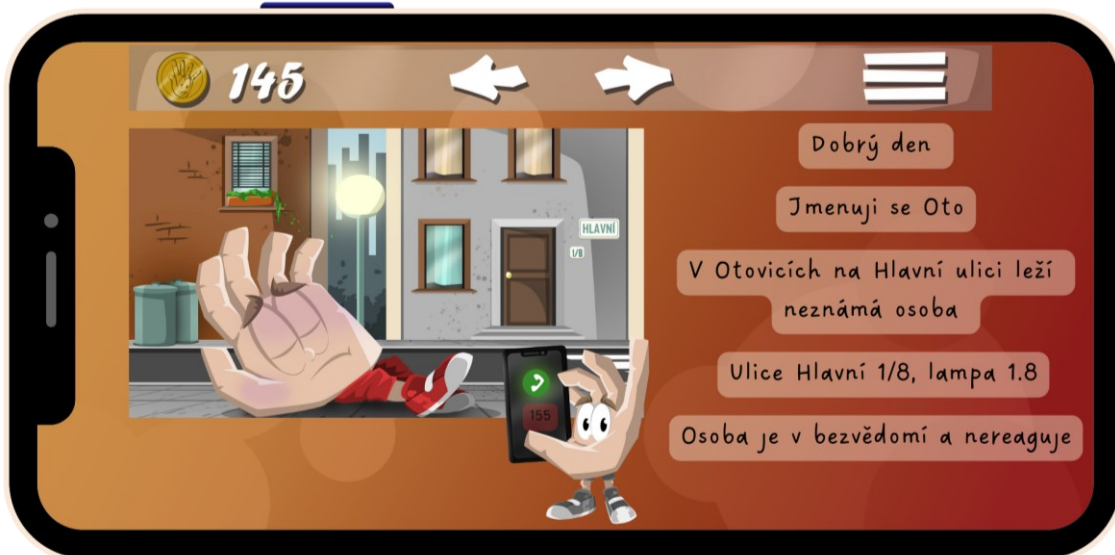 145
HLAVNÍ
1/8
155
Dobrý den
Jmenuji se Oto
V Otovicích na Hlavní ulici leží
neznámá osoba
Ulice Hlavní 1/8, lampa 1.8
Osoba je v bezvědomí a nereaguje